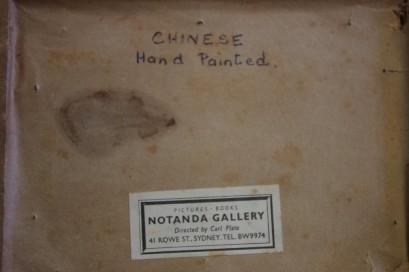 CHINESE
Hand Painted.
PICTURES · BOOKS
NOTANDA GALLERY
Directed by Carl Plate
41 ROWE ST., SYDNEY. TEL. BW9974